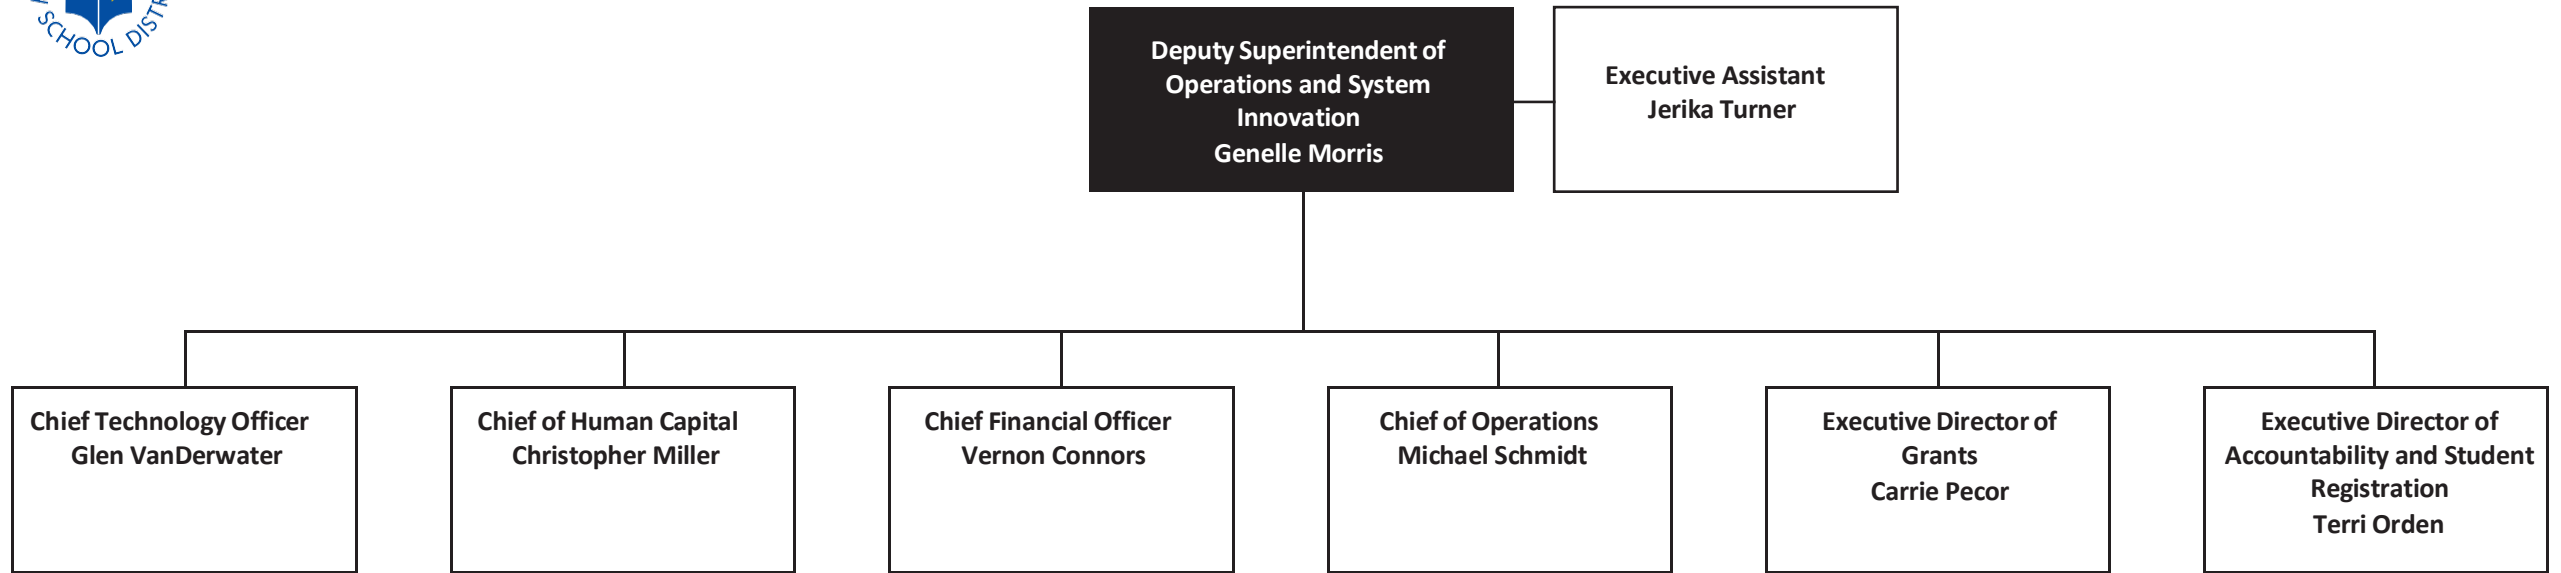 SCHOOL DISTR
Deputy Superintendent of
Operations and System
Innovation
Genelle Morris
Executive Assistant
Jerika Turner
Chief Technology Officer
Glen VanDerwater
Chief of Human Capital
Christopher Miller
Chief Financial Officer
Vernon Connors
Chief of Operations
Michael Schmidt
Executive Director of
Grants
Carrie Pecor
Executive Director of
Accountability and Student
Registration
Terri Orden